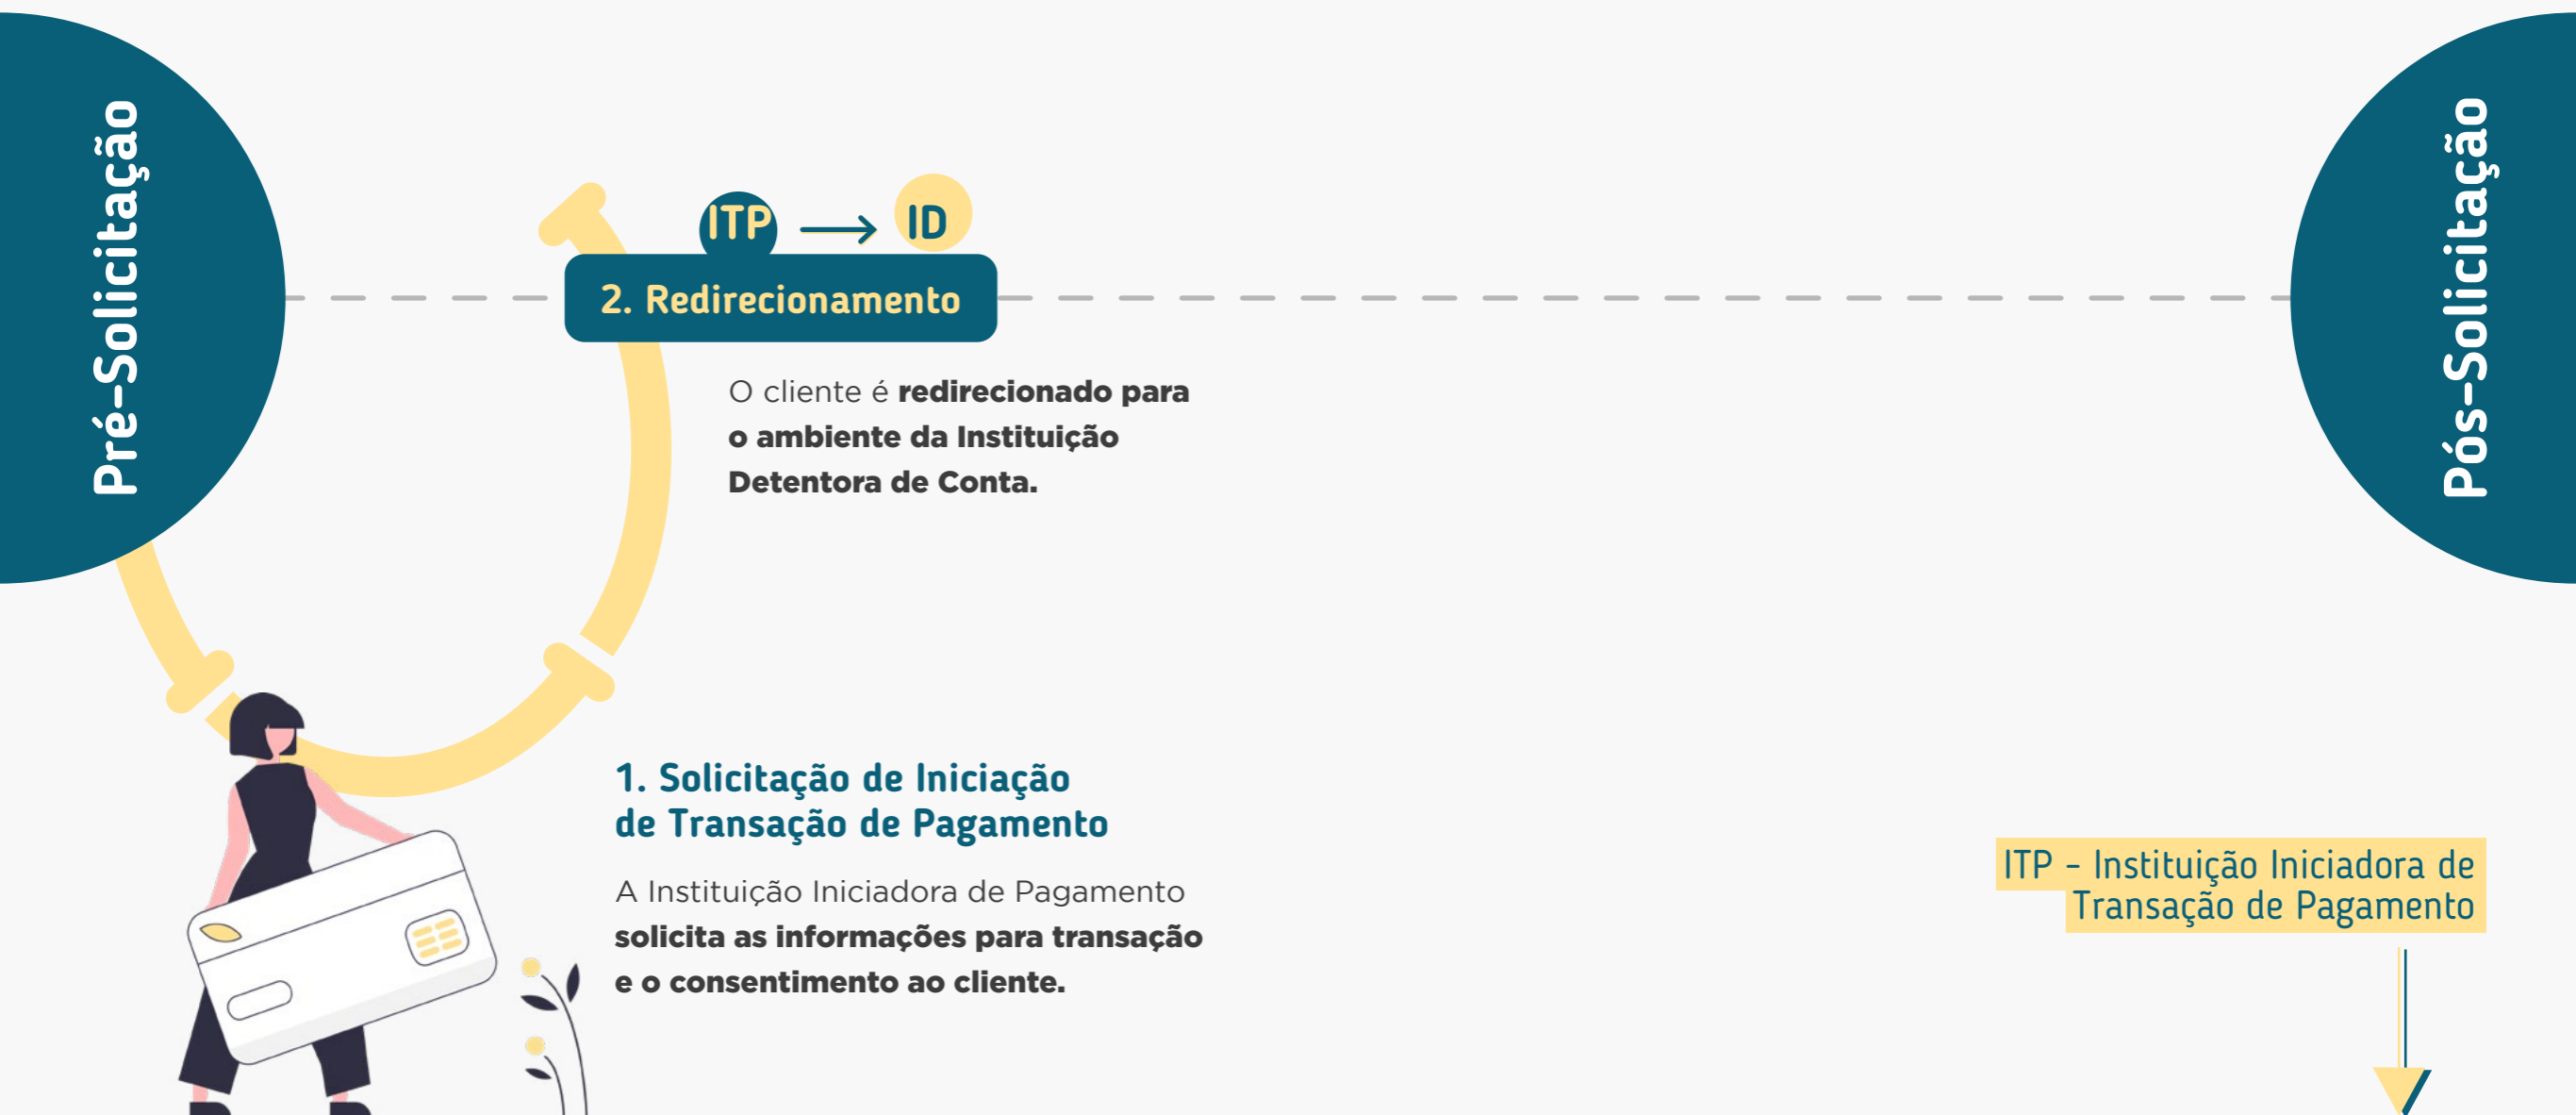 Pré-Solicitação
ITP → ID
2. Redirecionamento
O cliente é redirecionado para
o ambiente da Instituição
Detentora de Conta.
1. Solicitação de Iniciação
de Transação de Pagamento
A Instituição Iniciadora de Pagamento
solicita as informações para transação
e o consentimento ao cliente.
Pós-Solicitação
ITP - Instituição Iniciadora de
Transação de Pagamento